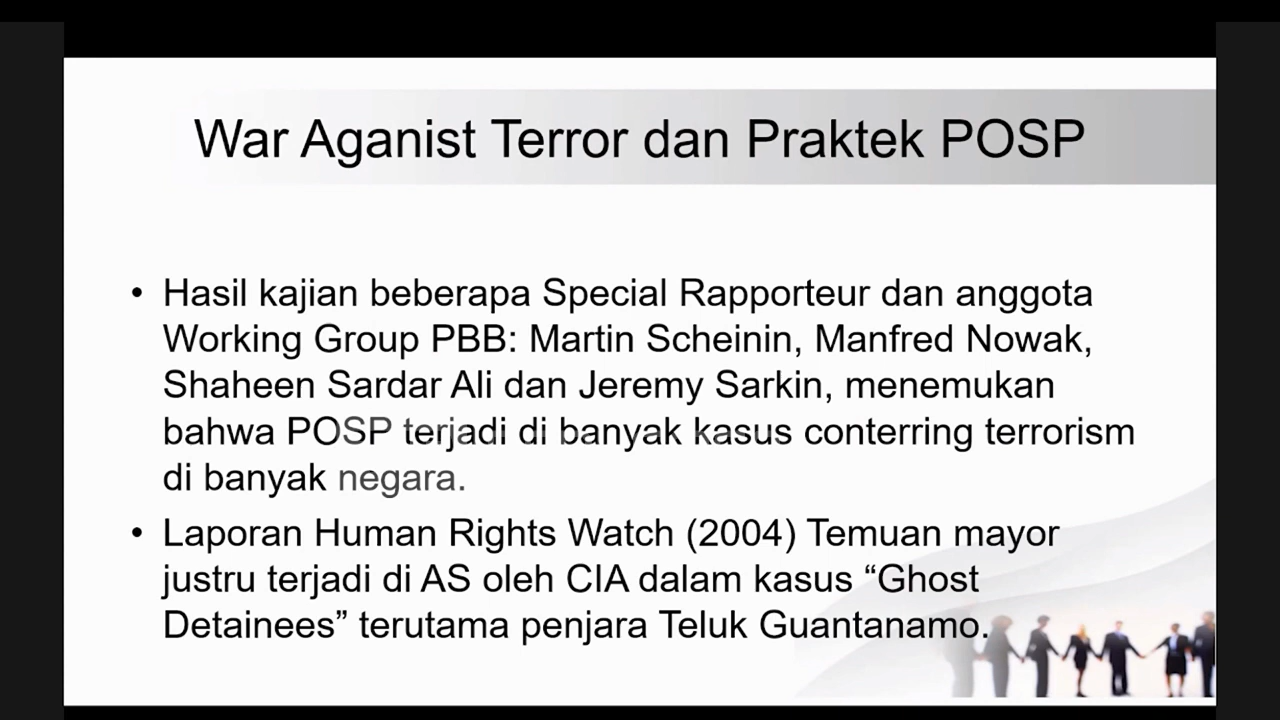 War Aganist Terror dan Praktek POSP
• Hasil kajian beberapa Special Rapporteur dan anggota
Working Group PBB: Martin Scheinin, Manfred Nowak,
Shaheen Sardar Ali dan Jeremy Sarkin, menemukan
bahwa POSP terjadi di banyak kasus conterring terrorism
di banyak negara.
• Laporan Human Rights Watch (2004) Temuan mayor
justru terjadi di AS oleh CIA dalam kasus “Ghost
Detainees” terutama penjara Teluk Guantanamo.